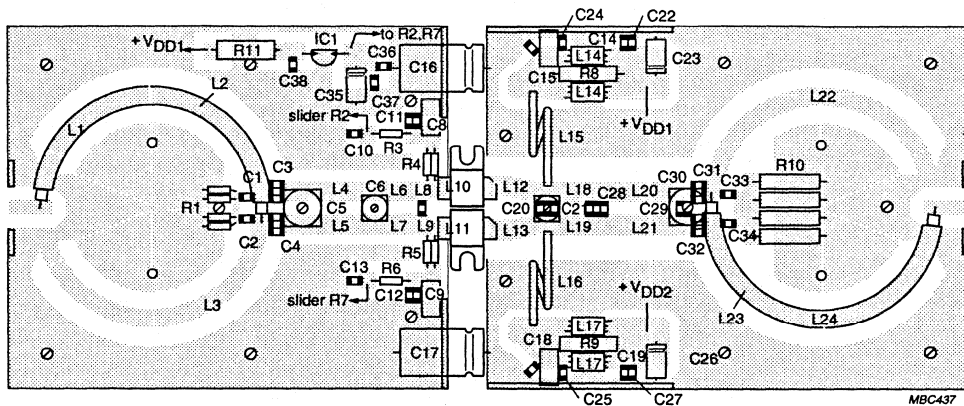 C24 C22
to R2,R7
+VDD1 R11 IC1 C36 C14
C38 C16 L14 C23
C35 C15 R8
L2 C37 L14 L22
slider R2 C11 C8 +VDD1
L1 C10 R3 L15
R4
C1 C3 C31 R10
L4 C6 L6 L8 L10 L12 L18 C28 L20 C30 C33
R1 C5 C20 C2 C29
L5 L7 L9 L11 L13 L19 L21
C2 C4 C32 C34
R5
C13 R6 L16
L3 slider R7 C12 C9 +VDD2
L23 L24
L17
C17 C18 R9 C19 C26
L17
C25 C27
MBC437